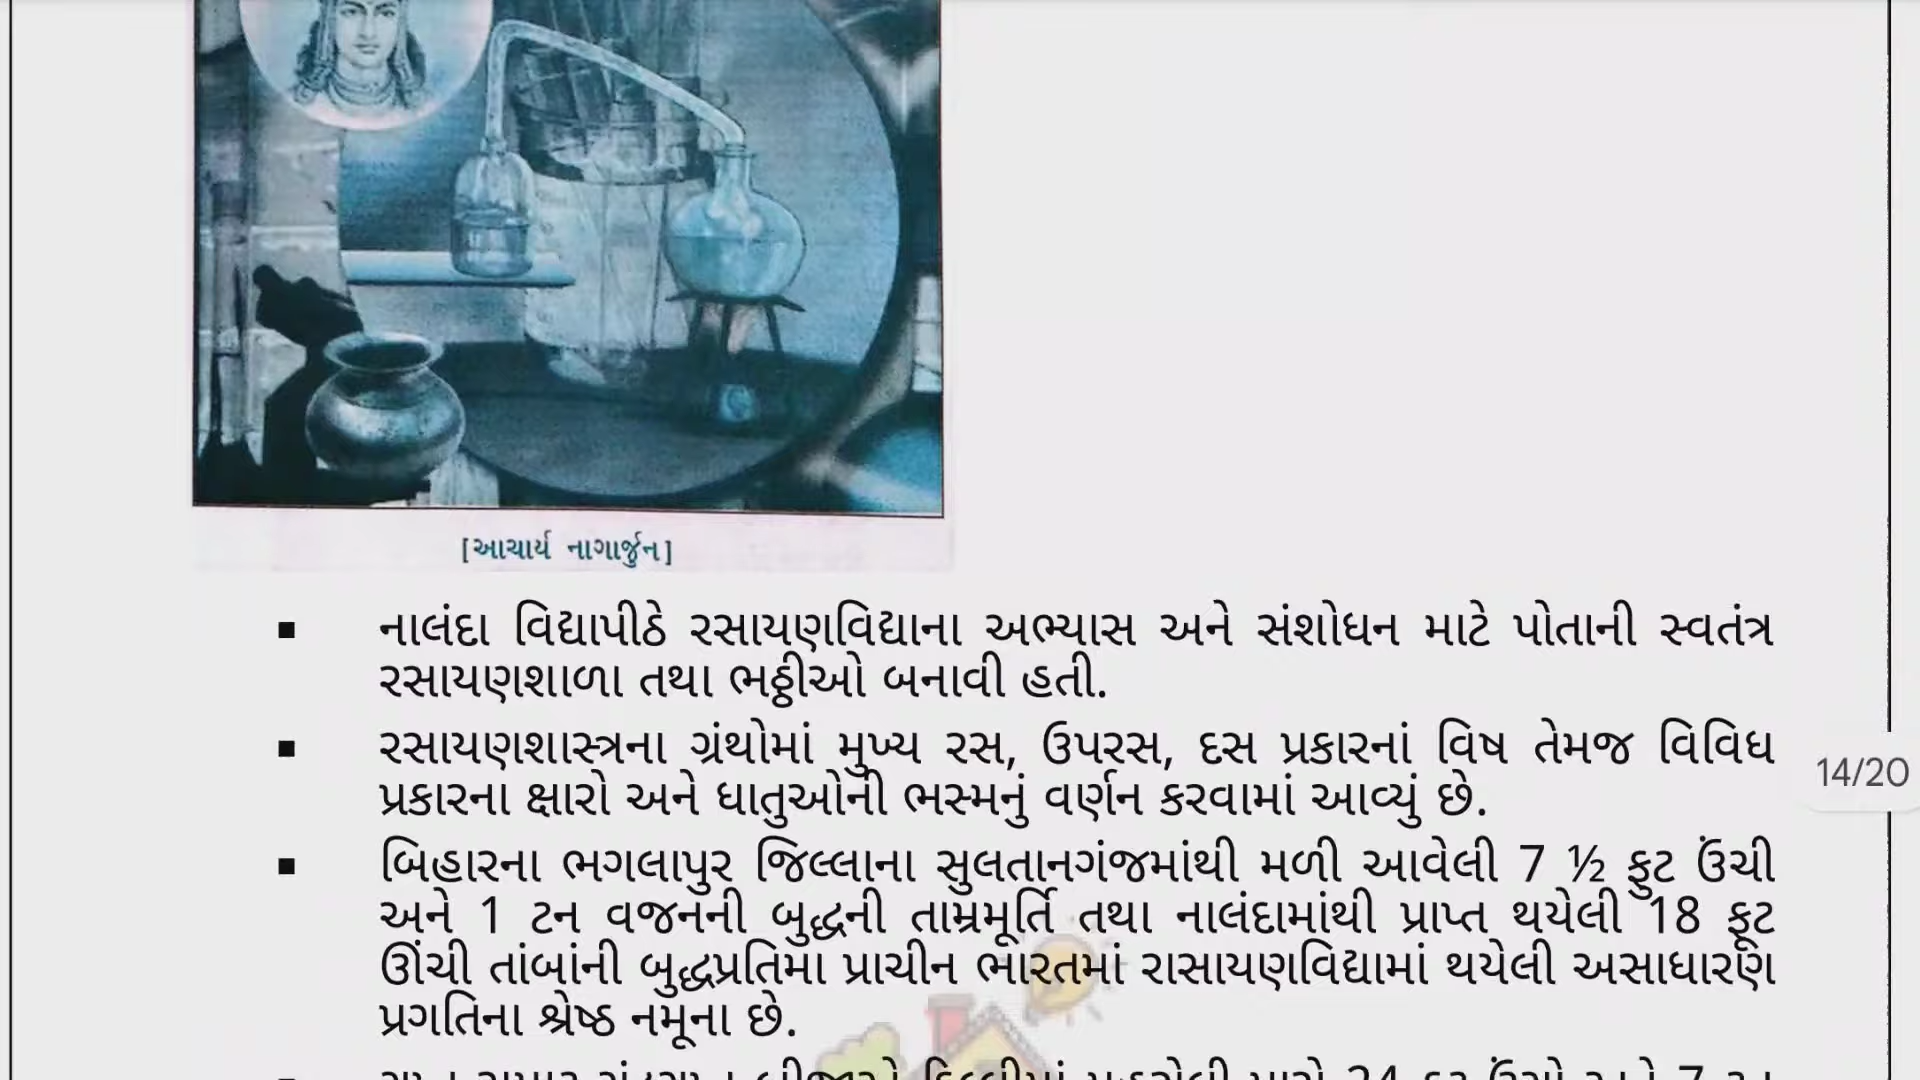 [આચાર્ય નાગાર્જુન]
▪ નાલંદા વિદ્યાપીઠે રસાયણવિદ્યાના અભ્યાસ અને સંશોધન માટે પોતાની સ્વતંત્ર
રસાયણશાળા તથા ભઠ્ઠીઓ બનાવી હતી.
▪ રસાયણશાસ્ત્રના ગ્રંથોમાં મુખ્ય રસ, ઉપરસ, દસ પ્રકારનાં વિષ તેમજ વિવિધ
પ્રકારના ક્ષારો અને ધાતુઓની ભસ્મનું વર્ણન કરવામાં આવ્યું છે.
14/20
▪ બિહારના ભગલાપુર જિલ્લાના સુલતાનગંજમાંથી મળી આવેલી 7 ½ ફુટ ઉંચી
અને 1 ટન વજનની બુદ્ધની તામ્રમૂર્તિ તથા નાલંદામાંથી પ્રાપ્ત થયેલી 18 ફૂટ
ઊંચી તાંબાંની બુદ્ધપ્રતિમા પ્રાચીન ભારતમાં રાસાયણવિદ્યામાં થયેલી અસાધારણ
પ્રગતિના શ્રેષ્ઠ નમૂના છે.